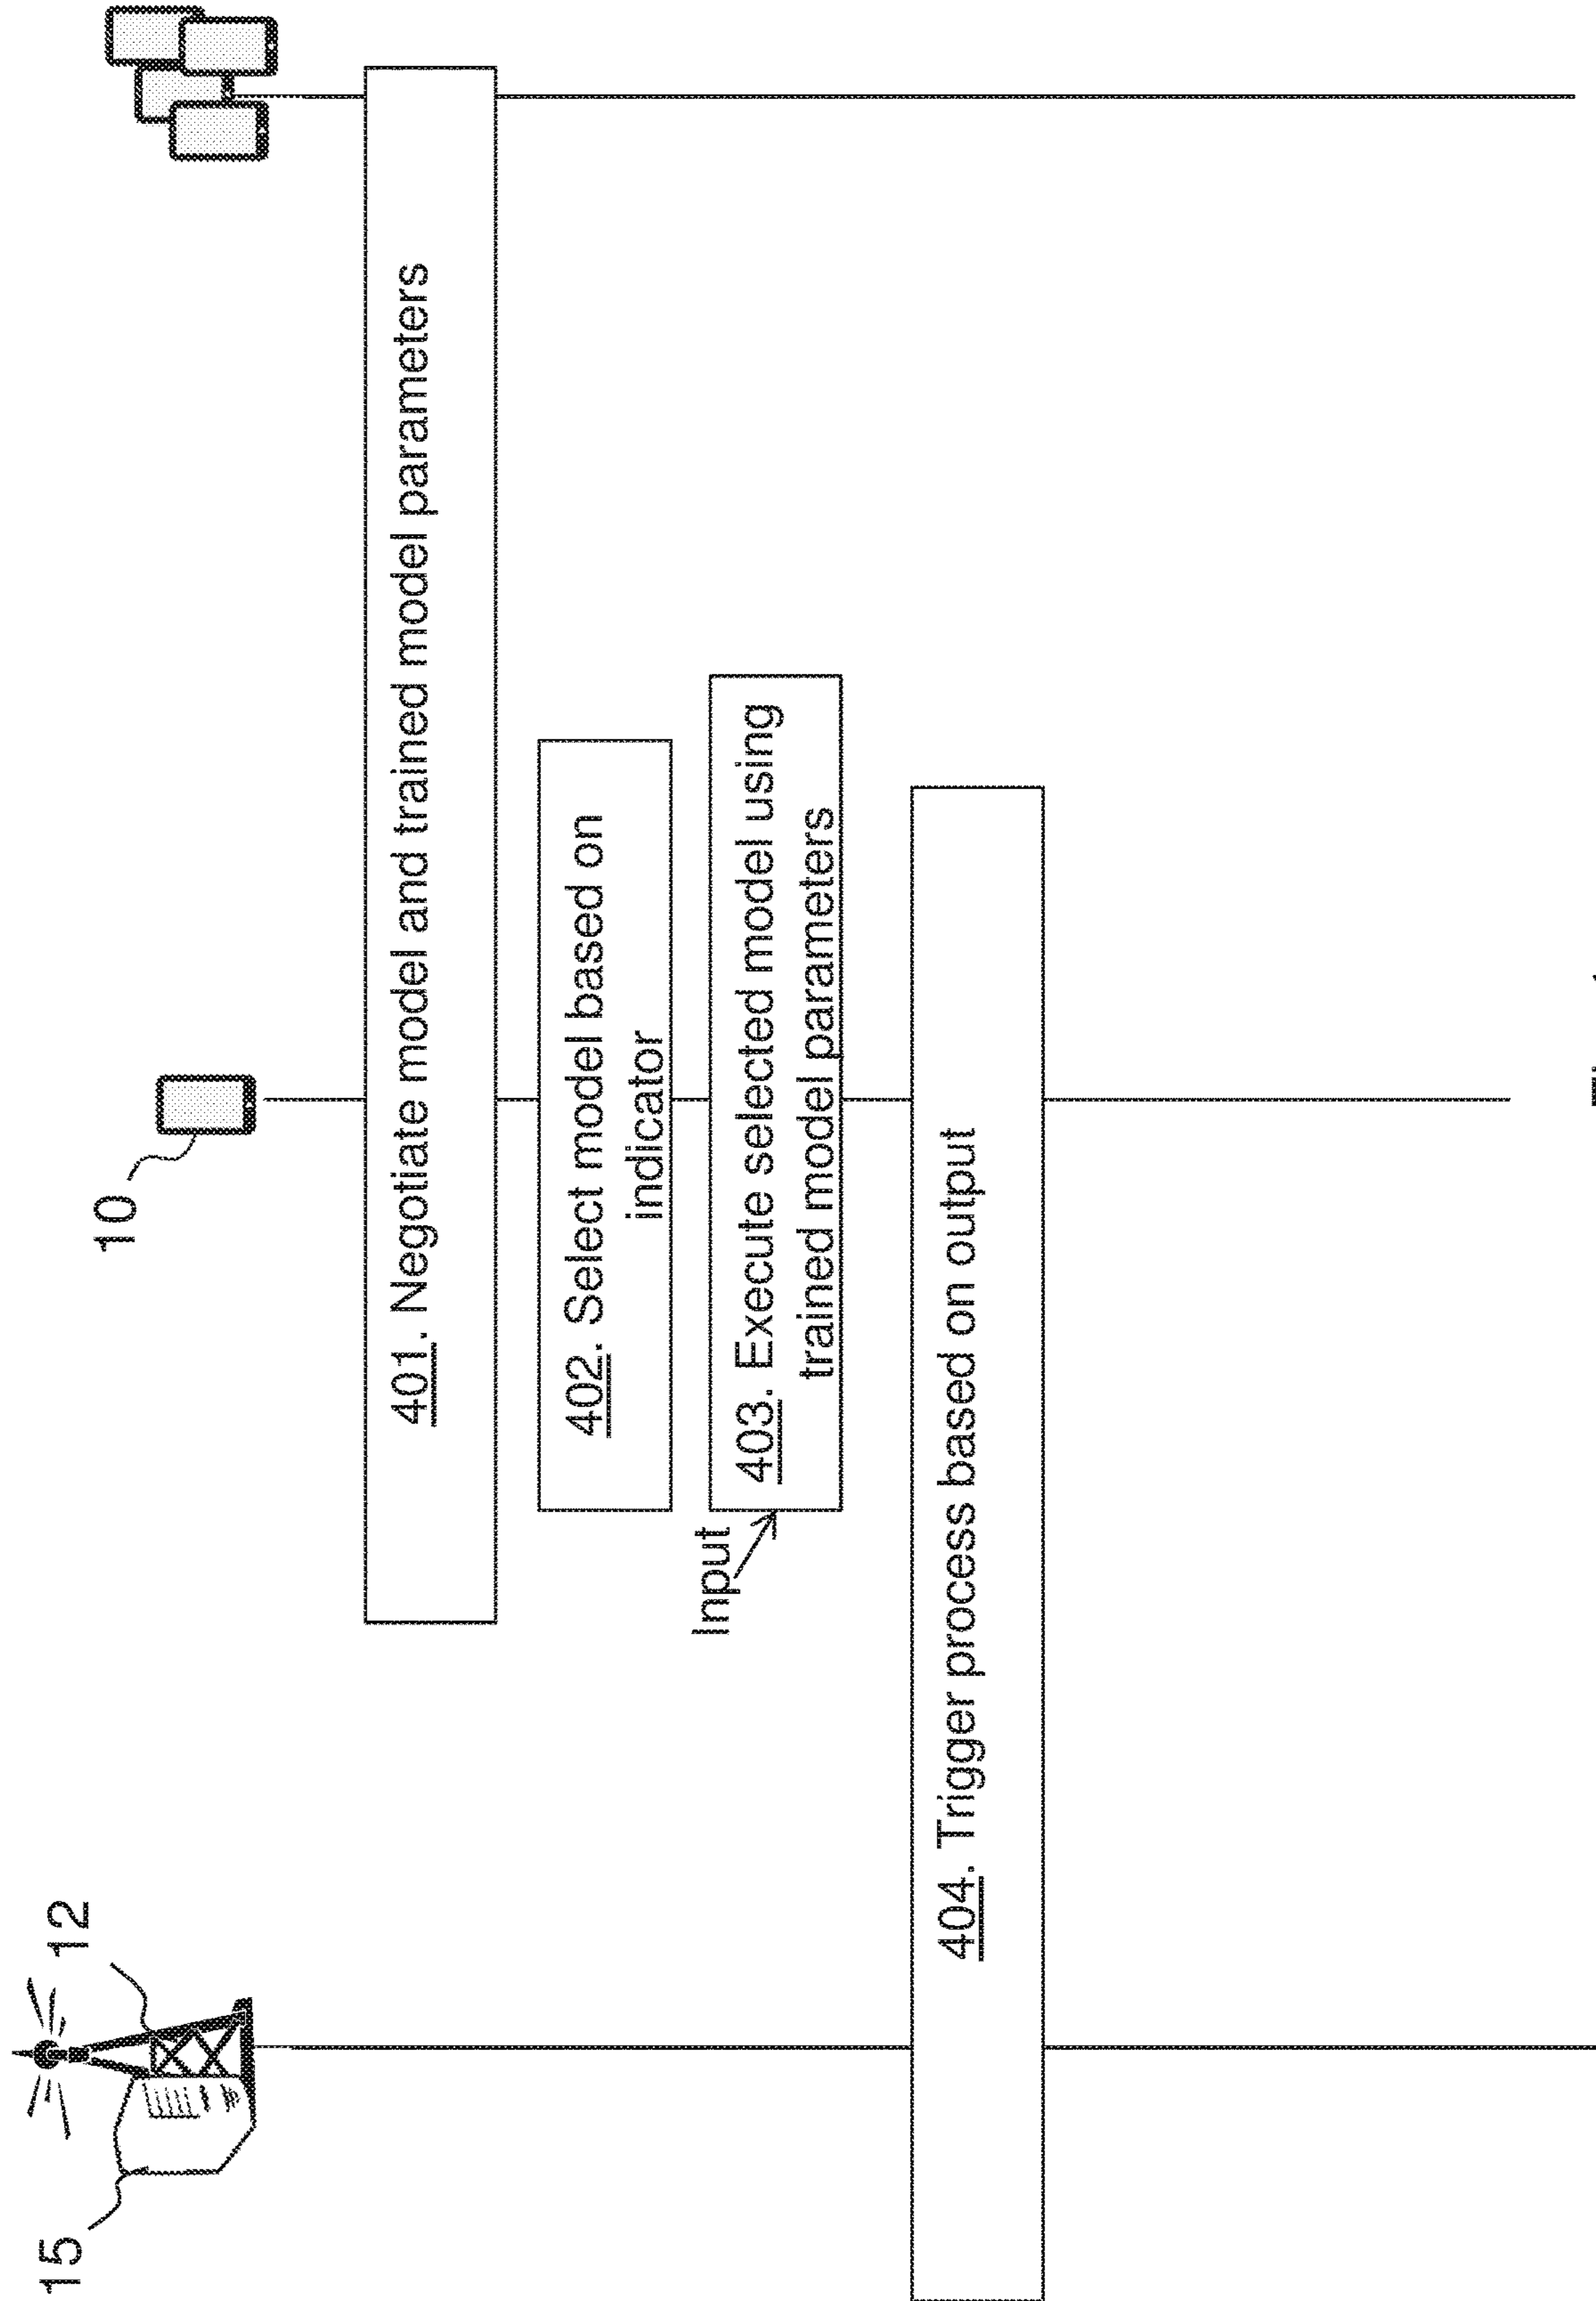 15
12
10
401. Negotiate model and trained model parameters
402. Select model based on
indicator
Input
403. Execute selected model using
trained model parameters
404. Trigger process based on output